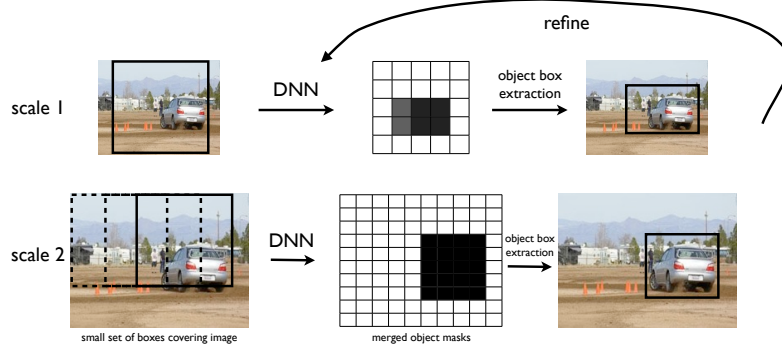 refine
scale 1
DNN
object box
extraction
scale 2
DNN
object box
extraction
small set of boxes covering image
merged object masks